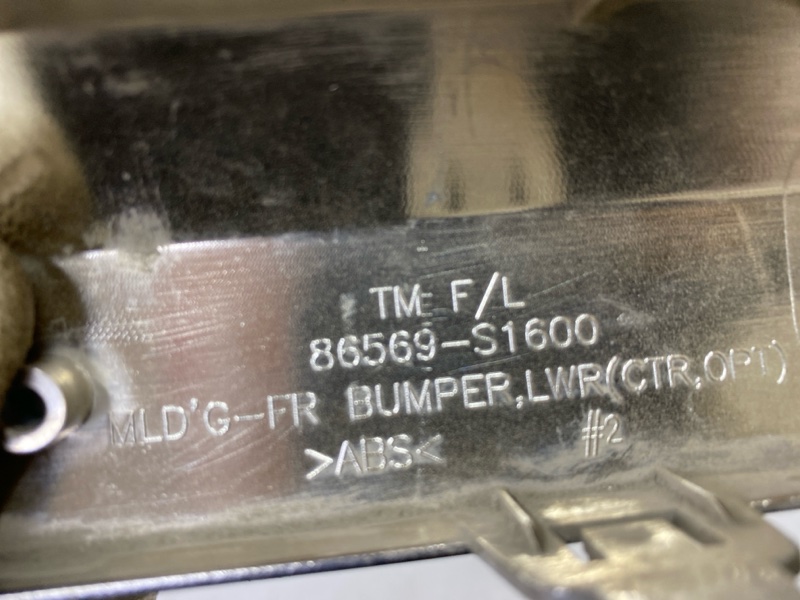 TM F/L
86569-S1600
MLD'G-FR BUMPER,LWR(CTR,OPT)
>ABS<
#2